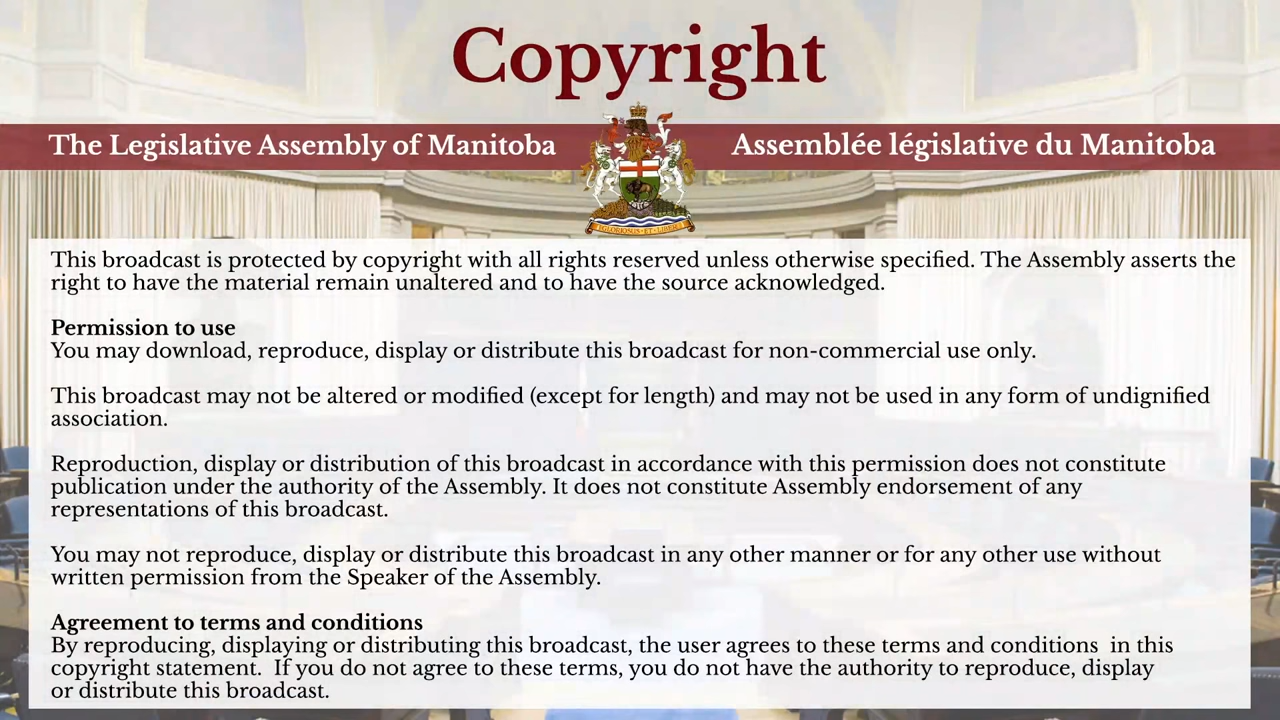 Copyright
The Legislative Assembly of Manitoba
Assemblée législative du Manitoba
GLORIOSUS·ET·LIBER
This broadcast is protected by copyright with all rights reserved unless otherwise specified. The Assembly asserts the
right to have the material remain unaltered and to have the source acknowledged.
Permission to use
You may download, reproduce, display or distribute this broadcast for non-commercial use only.
This broadcast may not be altered or modified (except for length) and may not be used in any form of undignified
association.
Reproduction, display or distribution of this broadcast in accordance with this permission does not constitute
publication under the authority of the Assembly. It does not constitute Assembly endorsement of any
representations of this broadcast.
You may not reproduce, display or distribute this broadcast in any other manner or for any other use without
written permission from the Speaker of the Assembly.
Agreement to terms and conditions
By reproducing, displaying or distributing this broadcast, the user agrees to these terms and conditions  in this
copyright statement.  If you do not agree to these terms, you do not have the authority to reproduce, display
or distribute this broadcast.